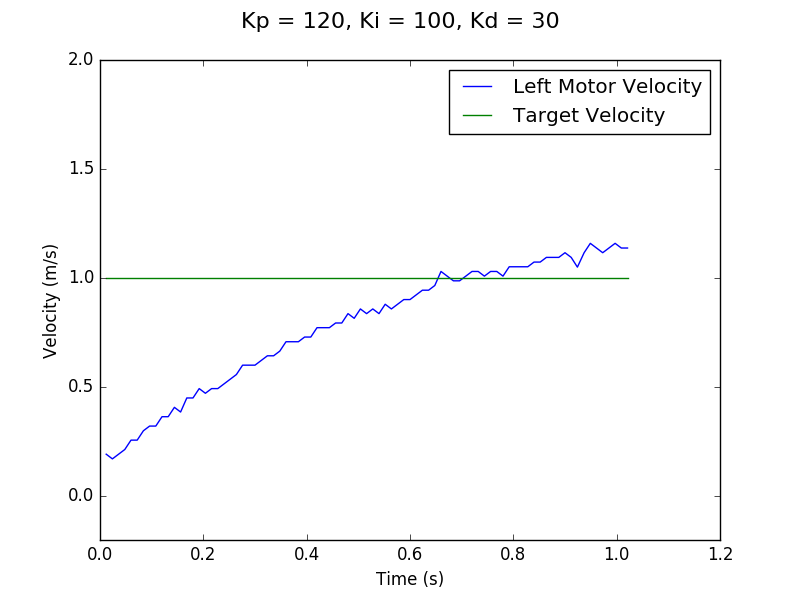 Kp = 120, Ki = 100, Kd = 30
Left Motor Velocity
Target Velocity
2.0
1.5
1.0
0.5
0.0
Velocity (m/s)
0.0 0.2 0.4 0.6 0.8 1.0 1.2
Time (s)